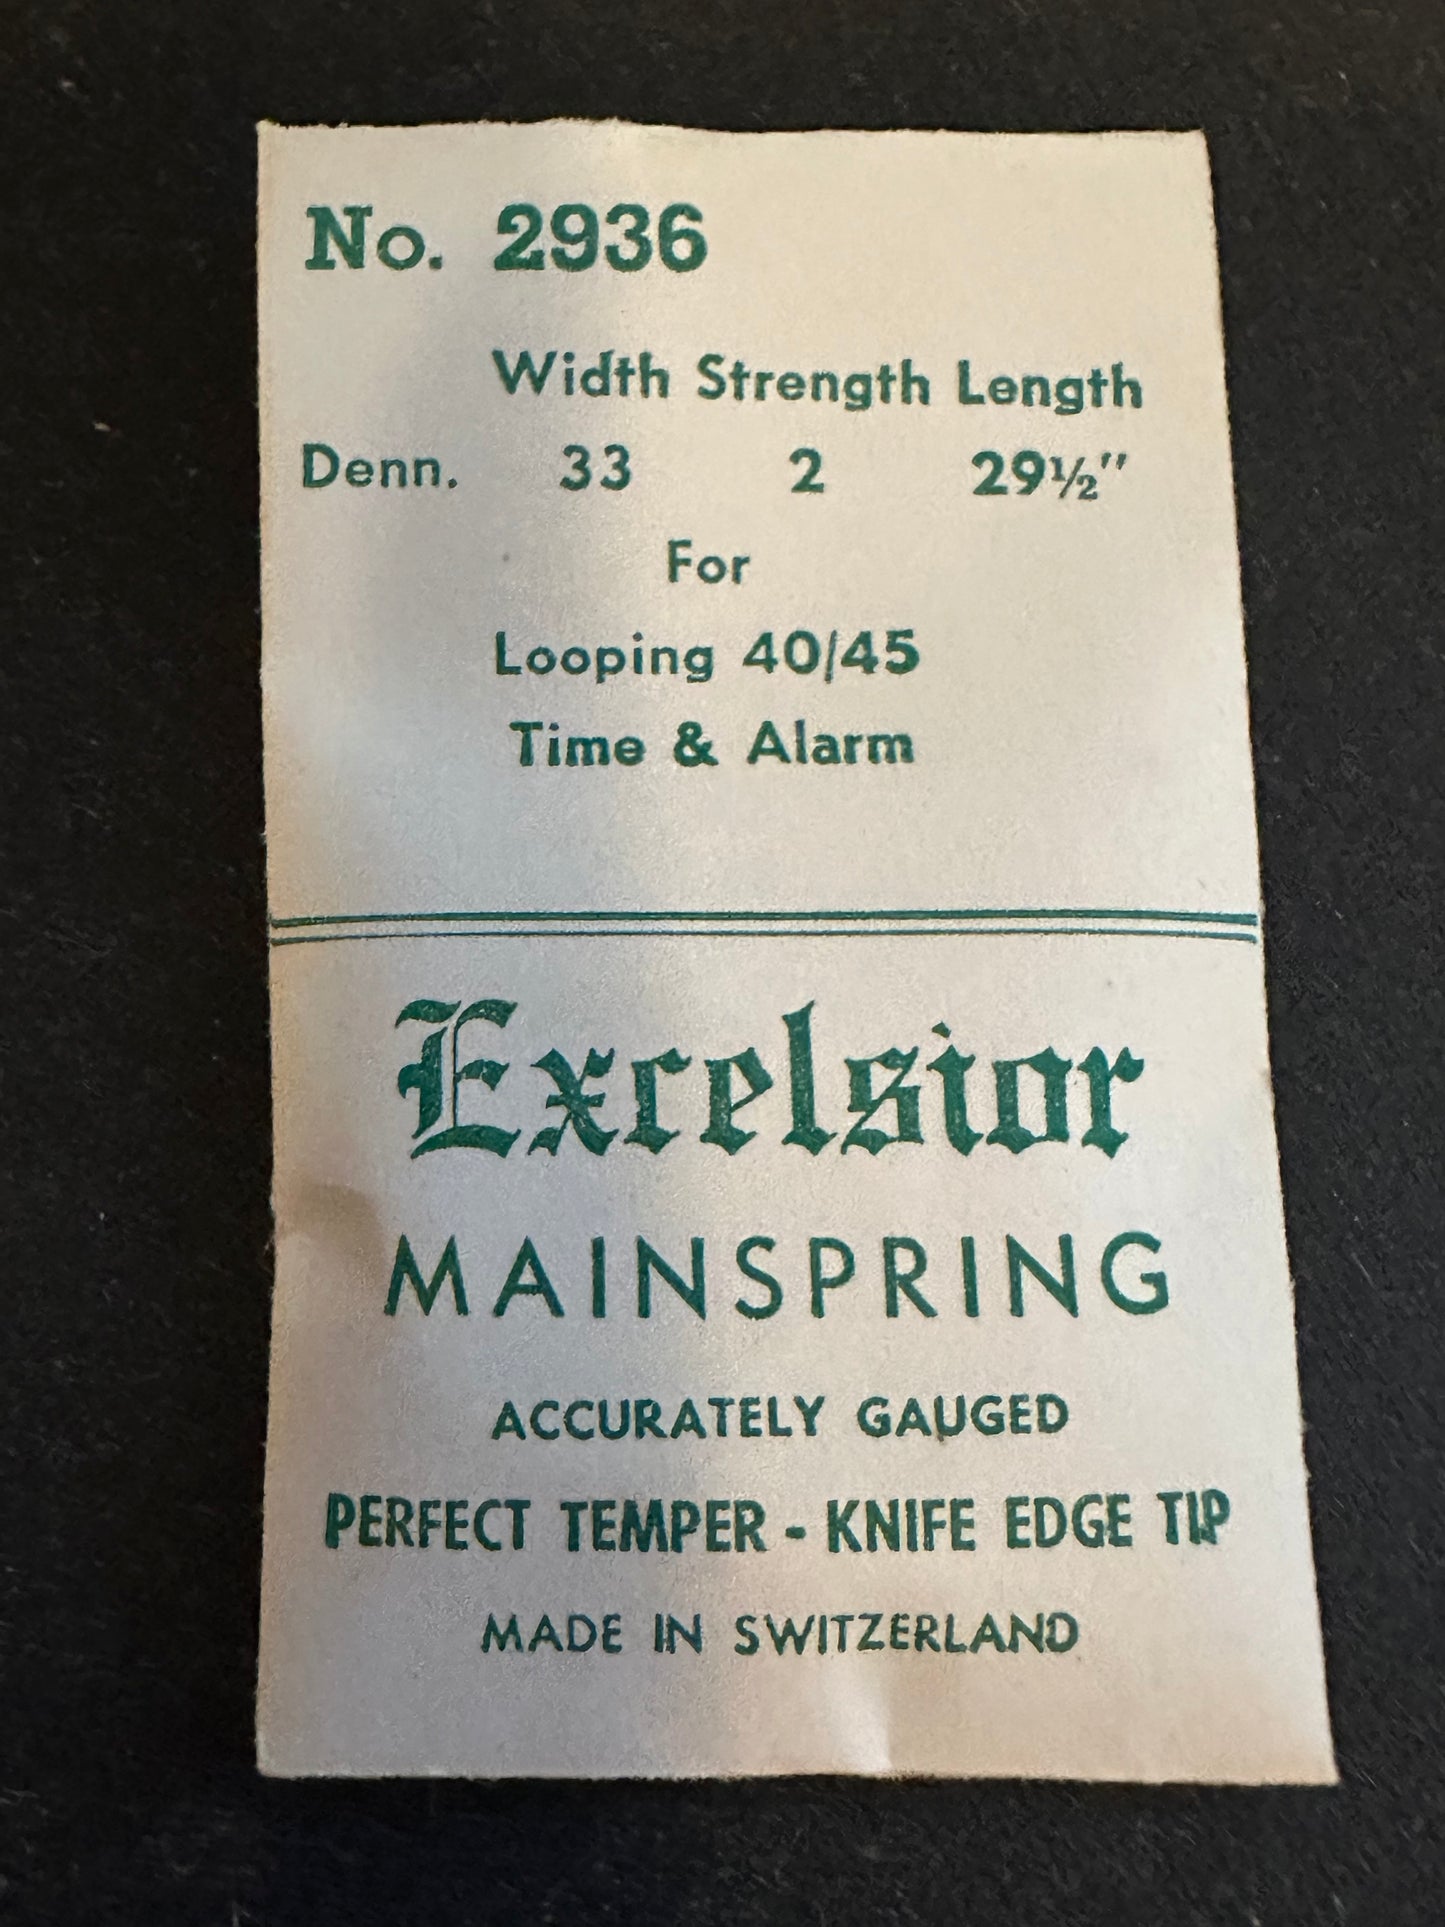 No. 2936
Width Strength Length
Denn. 33 2 29½"
For
Looping 40/45
Time & Alarm
Excelsior
MAINSPRING
ACCURATELY GAUGED
PERFECT TEMPER - KNIFE EDGE TIP
MADE IN SWITZERLAND